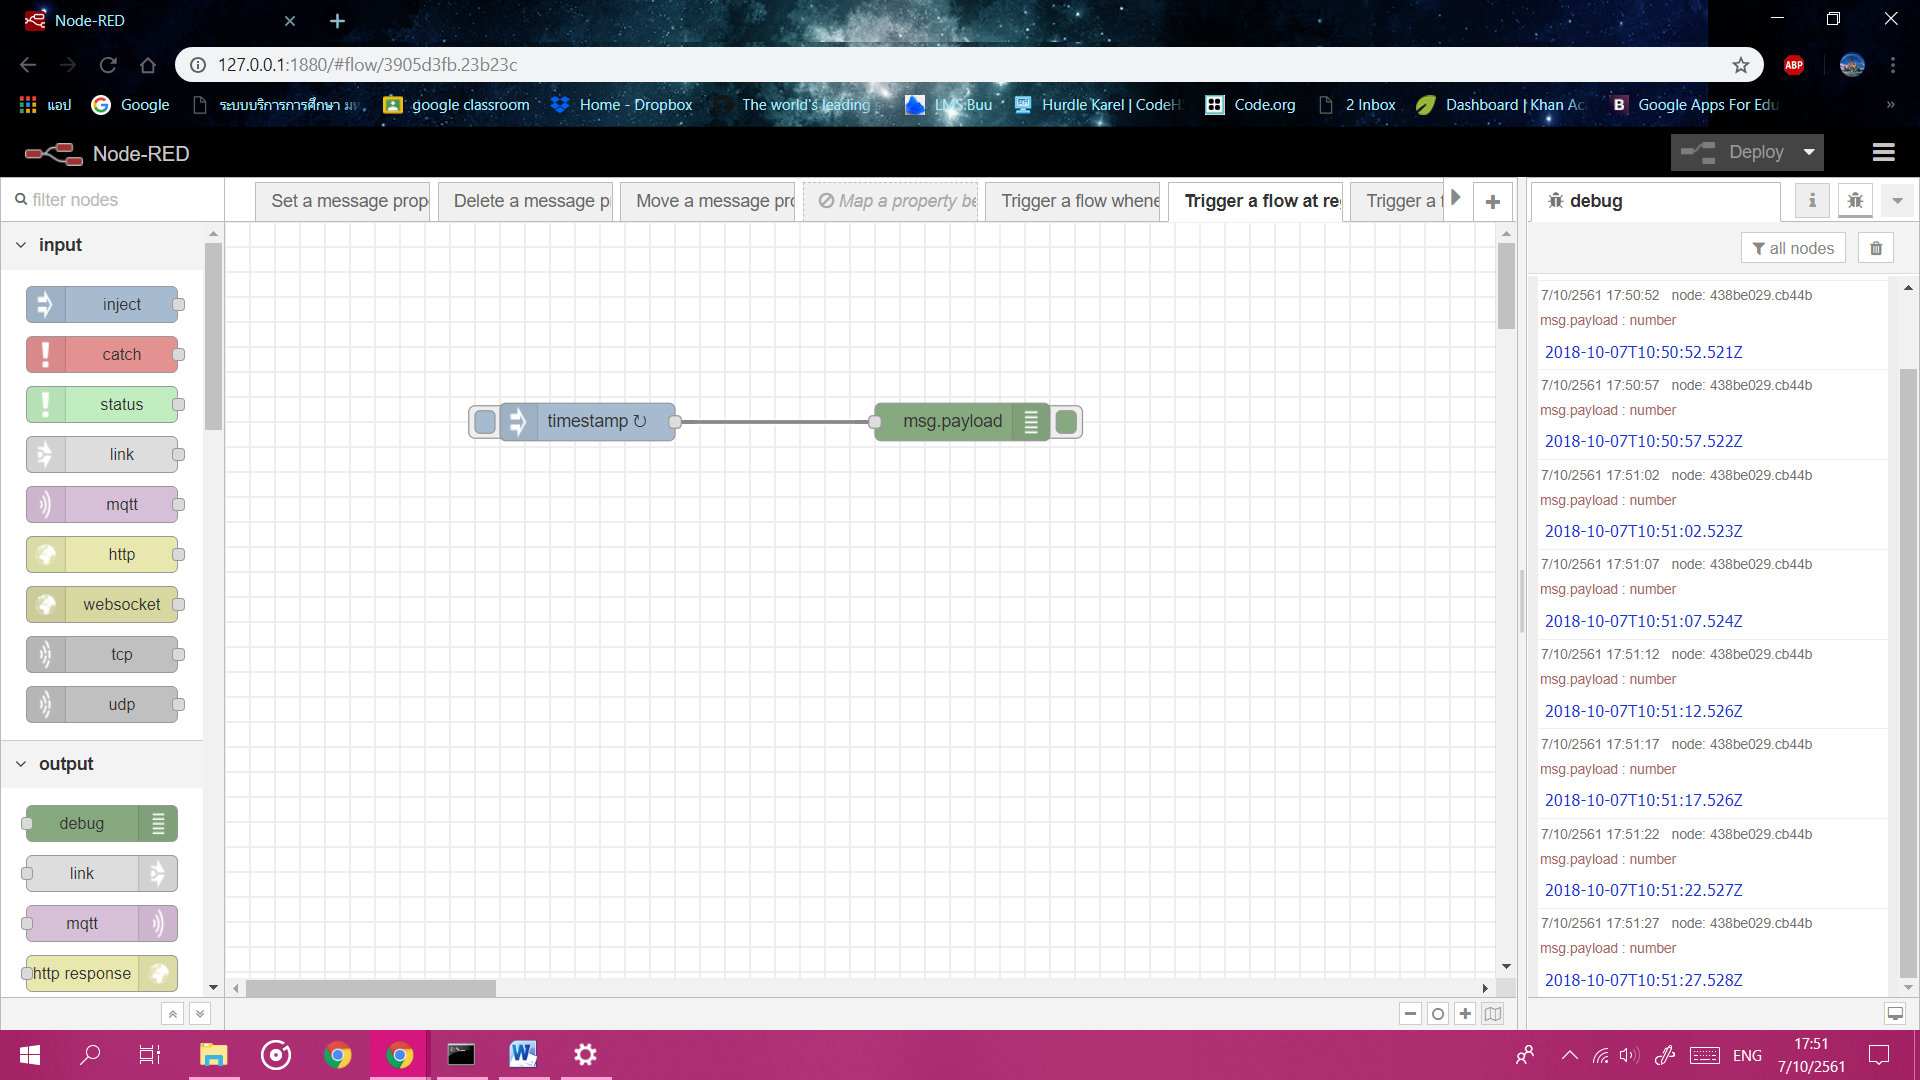 Node-RED
127.0.0.1:1880/#flow/3905d3fb.23b23c
ABP
แอป Google ระบบบริการการศึกษา มห google classroom Home - Dropbox The world's leading s LMS:Buu Hurdle Karel | CodeH Code.org 2 Inbox Dashboard | Khan Ac B Google Apps For Edu »
Node-RED
Deploy
filter nodes
Set a message prop
Delete a message p
Move a message pro
Map a property be
Trigger a flow whene
Trigger a flow at re
Trigger a f
debug
all nodes
input
inject
catch
status
link
mqtt
http
websocket
tcp
udp
output
debug
link
mqtt
http response
timestamp ↻
msg.payload
7/10/2561 17:50:52 node: 438be029.cb44b
msg.payload : number
2018-10-07T10:50:52.521Z
7/10/2561 17:50:57 node: 438be029.cb44b
msg.payload : number
2018-10-07T10:50:57.522Z
7/10/2561 17:51:02 node: 438be029.cb44b
msg.payload : number
2018-10-07T10:51:02.523Z
7/10/2561 17:51:07 node: 438be029.cb44b
msg.payload : number
2018-10-07T10:51:07.524Z
7/10/2561 17:51:12 node: 438be029.cb44b
msg.payload : number
2018-10-07T10:51:12.526Z
7/10/2561 17:51:17 node: 438be029.cb44b
msg.payload : number
2018-10-07T10:51:17.526Z
7/10/2561 17:51:22 node: 438be029.cb44b
msg.payload : number
2018-10-07T10:51:22.527Z
7/10/2561 17:51:27 node: 438be029.cb44b
msg.payload : number
2018-10-07T10:51:27.528Z
ENG
17:51
7/10/2561